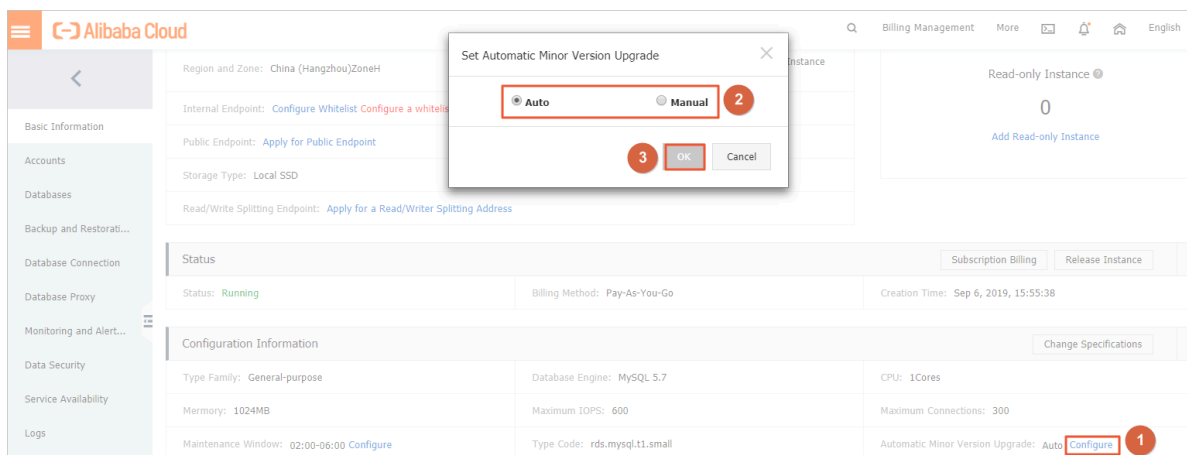 Alibaba Cloud
Billing Management More English
Set Automatic Minor Version Upgrade
Auto Manual 2
3 OK Cancel
Basic Information
Accounts
Databases
Backup and Restorati...
Database Connection
Database Proxy
Monitoring and Alert...
Data Security
Service Availability
Logs
Region and Zone: China (Hangzhou)ZoneH Instance
Internal Endpoint: Configure Whitelist Configure a whitelis
Public Endpoint: Apply for Public Endpoint
Storage Type: Local SSD
Read/Write Splitting Endpoint: Apply for a Read/Writer Splitting Address
Read-only Instance
0
Add Read-only Instance
Status Subscription Billing Release Instance
Status: Running Billing Method: Pay-As-You-Go Creation Time: Sep 6, 2019, 15:55:38
Configuration Information Change Specifications
Type Family: General-purpose Database Engine: MySQL 5.7 CPU: 1Cores
Mermory: 1024MB Maximum IOPS: 600 Maximum Connections: 300
Maintenance Window: 02:00-06:00 Configure Type Code: rds.mysql.t1.small Automatic Minor Version Upgrade: Auto Configure 1